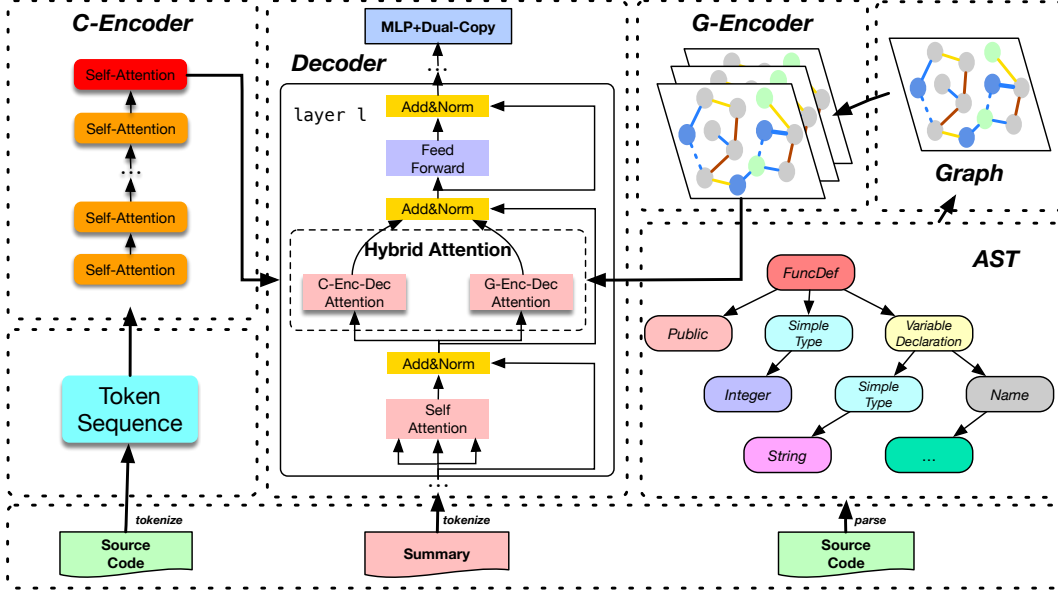 C-Encoder
Self-Attention
Self-Attention
...
Self-Attention
Self-Attention
Token
Sequence
tokenize
Source
Code
MLP+Dual-Copy
...
Decoder
layer l
Add&Norm
Feed
Forward
Add&Norm
Hybrid Attention
C-Enc-Dec
Attention
G-Enc-Dec
Attention
Add&Norm
Self
Attention
...
tokenize
Summary
G-Encoder
Graph
AST
FuncDef
Public
Simple
Type
Variable
Declaration
Integer
Simple
Type
Name
String
...
parse
Source
Code